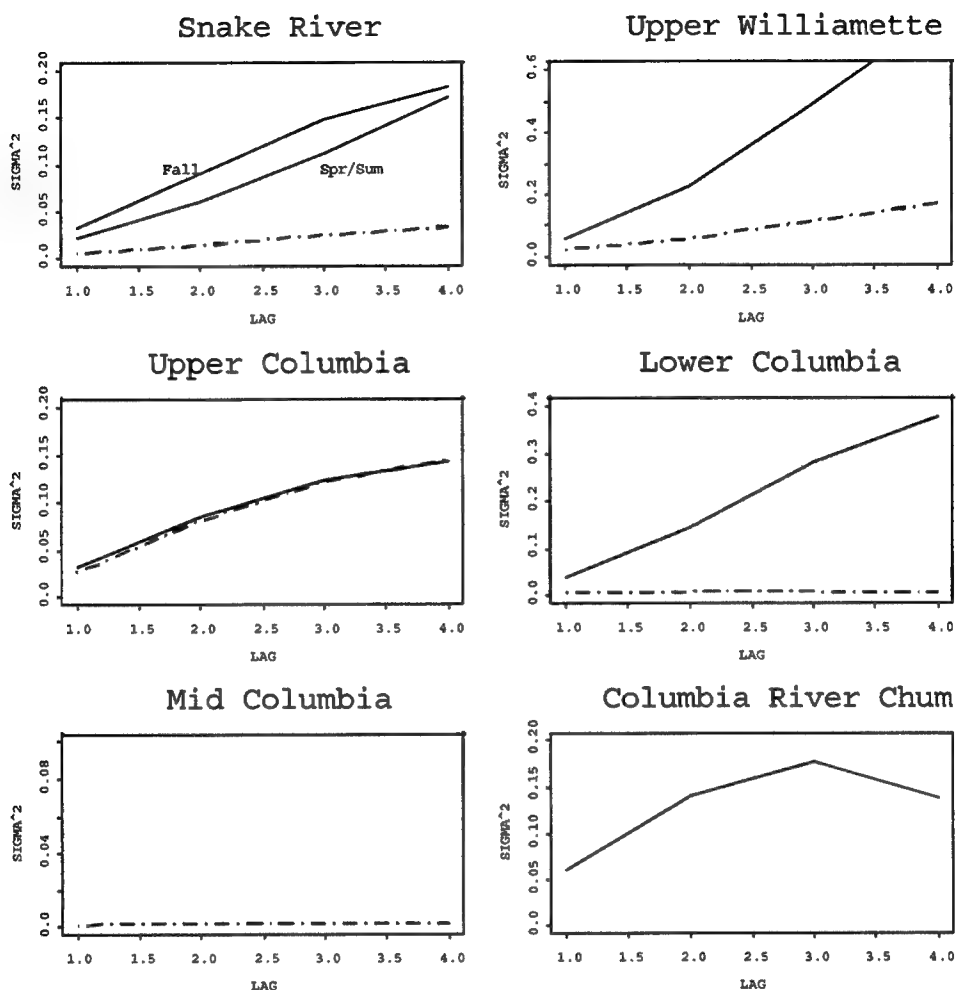 Snake River
SIGMA^2
0.20
0.15
0.10
0.05
0.0
Fall
Spr/Sum
1.0 1.5 2.0 2.5 3.0 3.5 4.0
LAG
Upper Williamette
SIGMA^2
0.6
0.4
0.2
0.0
1.0 1.5 2.0 2.5 3.0 3.5 4.0
LAG
Upper Columbia
SIGMA^2
0.20
0.15
0.10
0.05
0.0
1.0 1.5 2.0 2.5 3.0 3.5 4.0
LAG
Lower Columbia
SIGMA^2
0.4
0.3
0.2
0.1
0.0
1.0 1.5 2.0 2.5 3.0 3.5 4.0
LAG
Mid Columbia
SIGMA^2
0.08
0.04
0.0
1.0 1.5 2.0 2.5 3.0 3.5 4.0
LAG
Columbia River Chum
SIGMA^2
0.20
0.15
0.10
0.05
0.0
1.0 1.5 2.0 2.5 3.0 3.5 4.0
LAG